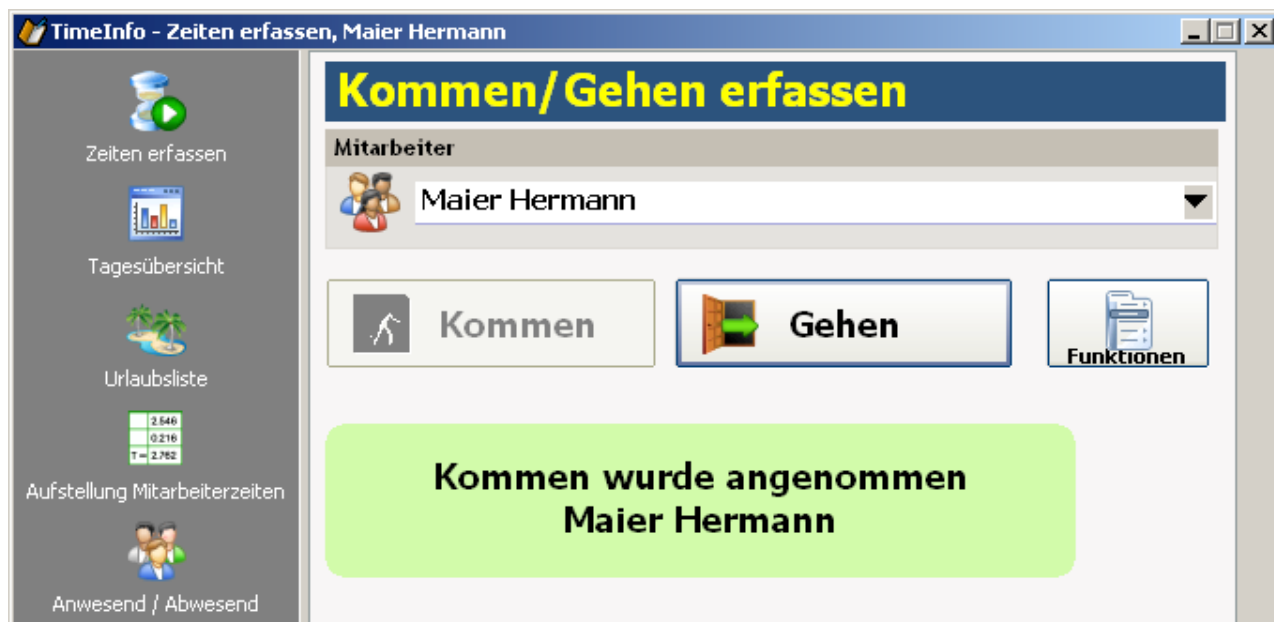 TimeInfo - Zeiten erfassen, Maier Hermann
Zeiten erfassen
Tagesübersicht
Urlaubsliste
2.546
0.216
T = 2.762
Aufstellung Mitarbeiterzeiten
Anwesend / Abwesend
Kommen/Gehen erfassen
Mitarbeiter
Maier Hermann
Kommen
Gehen
Funktionen
Kommen wurde angenommen
Maier Hermann